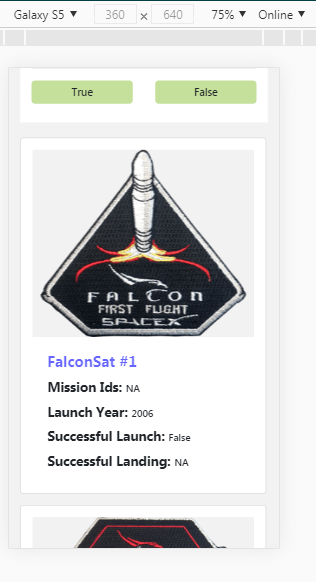 Galaxy S5 ▼ 360 × 640 75% ▼ Online ▼
True False
FALCON
FIRST FLIGHT
SPACEX
FalconSat #1
Mission Ids: NA
Launch Year: 2006
Successful Launch: False
Successful Landing: NA